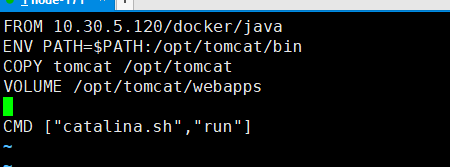 FROM 10.30.5.120/docker/java
ENV PATH=$PATH:/opt/tomcat/bin
COPY tomcat /opt/tomcat
VOLUME /opt/tomcat/webapps
CMD ["catalina.sh","run"]
~
~